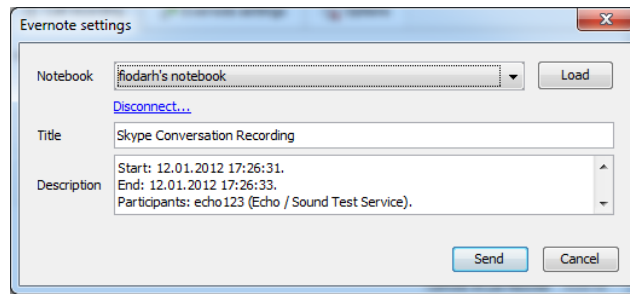 Evernote settings
Notebook
fiodarh's notebook
Load
Disconnect...
Title
Skype Conversation Recording
Description
Start: 12.01.2012 17:26:31.
End: 12.01.2012 17:26:33.
Participants: echo123 (Echo / Sound Test Service).
Send
Cancel